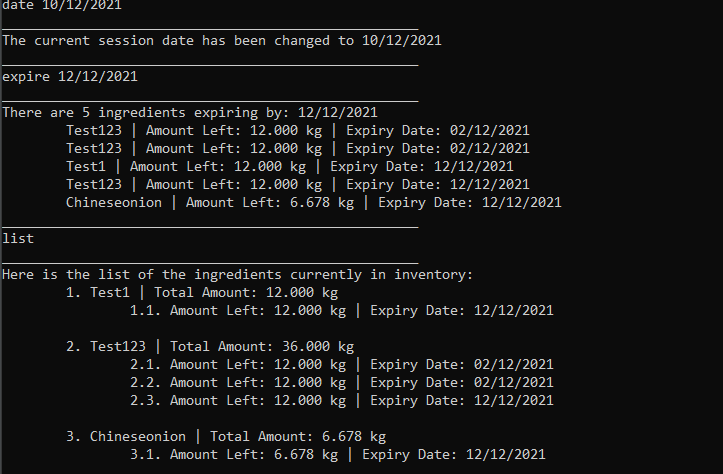 date 10/12/2021
The current session date has been changed to 10/12/2021
expire 12/12/2021
There are 5 ingredients expiring by: 12/12/2021
Test123 | Amount Left: 12.000 kg | Expiry Date: 02/12/2021
Test123 | Amount Left: 12.000 kg | Expiry Date: 02/12/2021
Test1 | Amount Left: 12.000 kg | Expiry Date: 12/12/2021
Test123 | Amount Left: 12.000 kg | Expiry Date: 12/12/2021
Chineseonion | Amount Left: 6.678 kg | Expiry Date: 12/12/2021
list
Here is the list of the ingredients currently in inventory:
1. Test1 | Total Amount: 12.000 kg
1.1. Amount Left: 12.000 kg | Expiry Date: 12/12/2021
2. Test123 | Total Amount: 36.000 kg
2.1. Amount Left: 12.000 kg | Expiry Date: 02/12/2021
2.2. Amount Left: 12.000 kg | Expiry Date: 02/12/2021
2.3. Amount Left: 12.000 kg | Expiry Date: 12/12/2021
3. Chineseonion | Total Amount: 6.678 kg
3.1. Amount Left: 6.678 kg | Expiry Date: 12/12/2021